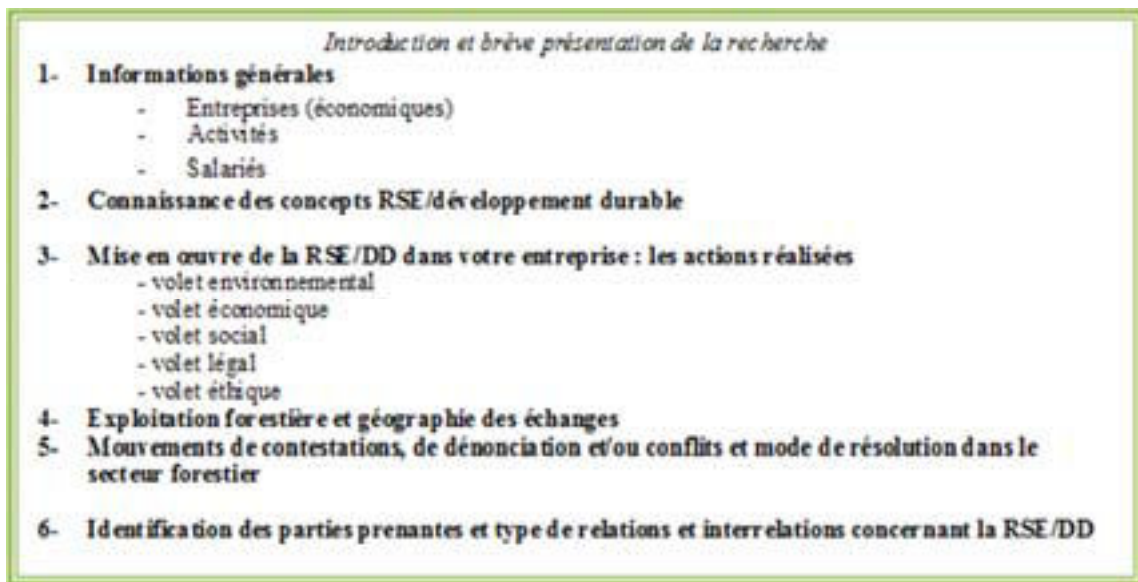 Introduction et brève présentation de la recherche
1- Informations générales
- Entreprises (économiques)
- Activités
- Salariés
2- Connaissance des concepts RSE/développement durable
3- Mise en œuvre de la RSE/DD dans votre entreprise : les actions réalisées
- volet environnemental
- volet économique
- volet social
- volet légal
- volet éthique
4- Exploitation forestière et géographie des échanges
5- Mouvements de contestations, de dénonciation et/ou conflits et mode de résolution dans le
secteur forestier
6- Identification des parties prenantes et type de relations et interrelations concernant la RSE/DD